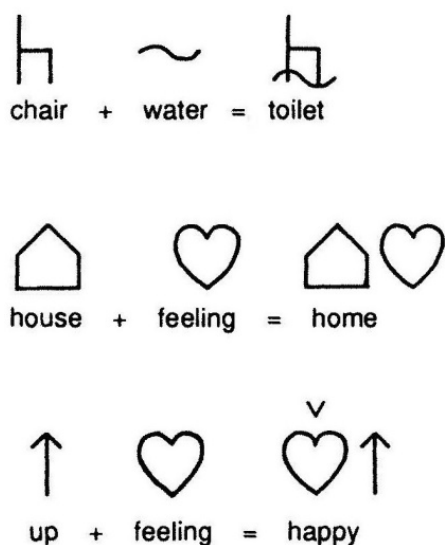 chair + water = toilet
house + feeling = home
up + feeling = happy